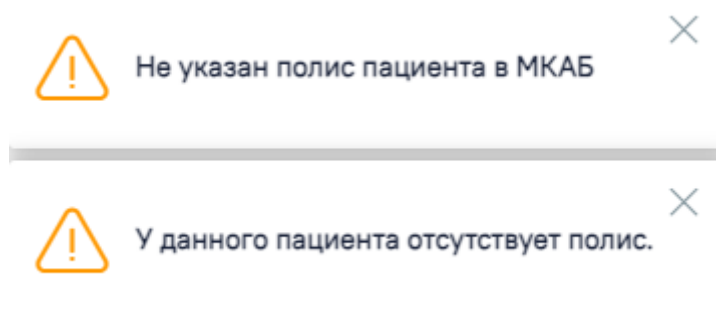 Не указан полис пациента в МКАБ
У данного пациента отсутствует полис.